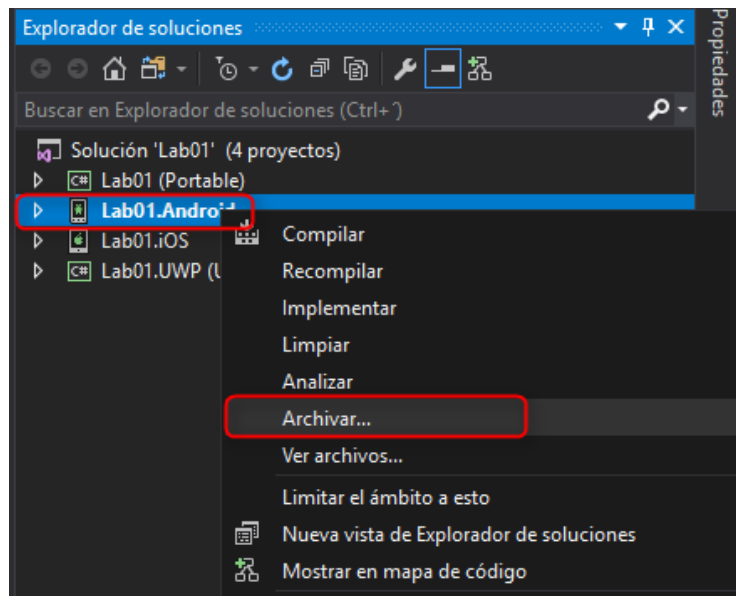 Explorador de soluciones
Propiedades
Buscar en Explorador de soluciones (Ctrl+´)
Solución 'Lab01' (4 proyectos)
C# Lab01 (Portable)
Lab01.Android
Lab01.iOS
C# Lab01.UWP (U
Compilar
Recompilar
Implementar
Limpiar
Analizar
Archivar...
Ver archivos...
Limitar el ámbito a esto
Nueva vista de Explorador de soluciones
Mostrar en mapa de código